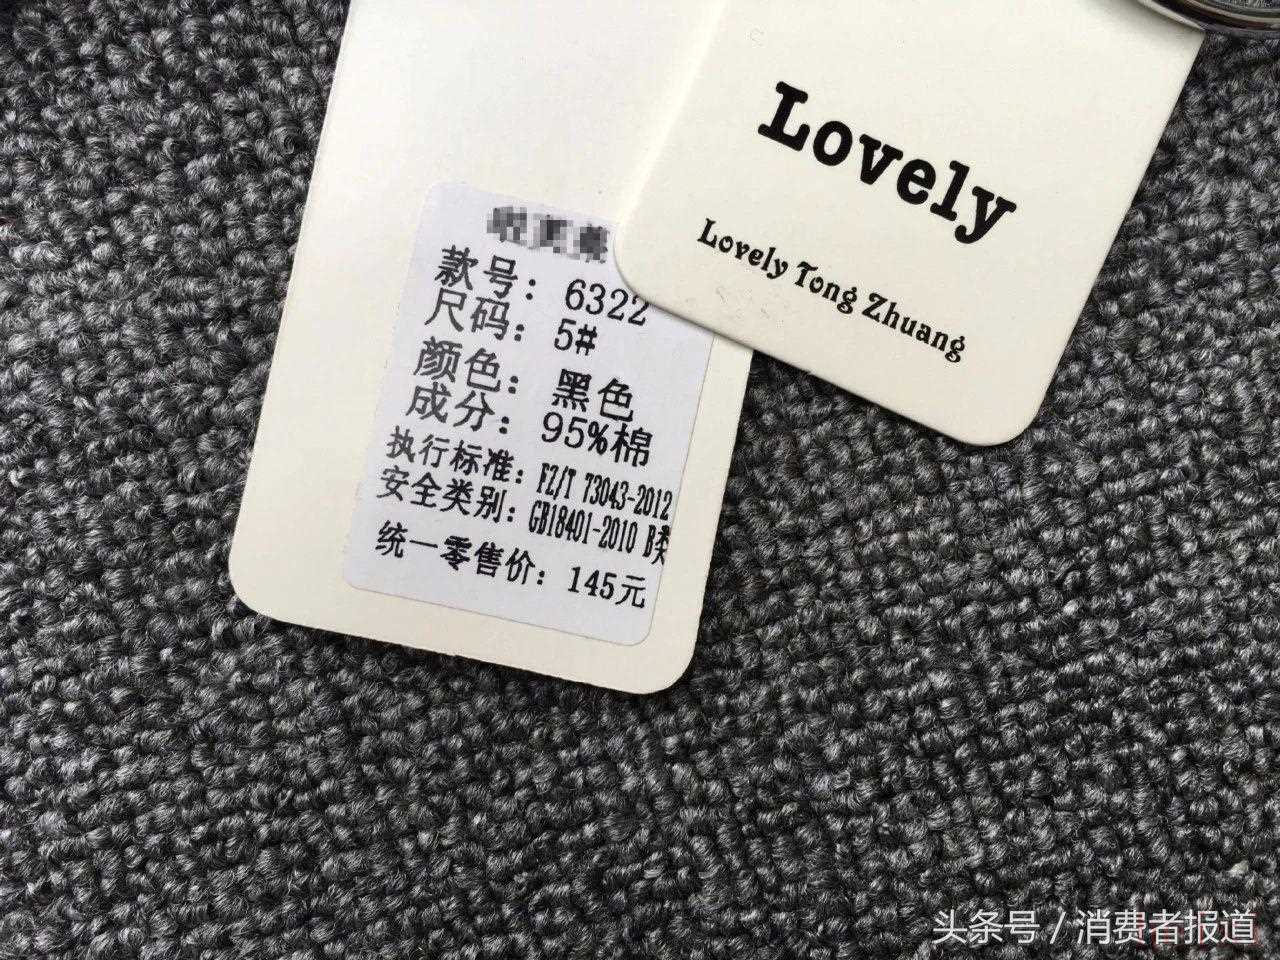 Lovely
Lovely Tong Zhuang
款号: 6322
尺码: 5#
颜色: 黑色
成分: 95%棉
执行标准: FZ/T 73043-2012
安全类别: GB18401-2010 B类
统一零售价: 145元
头条号 / 消费者报道